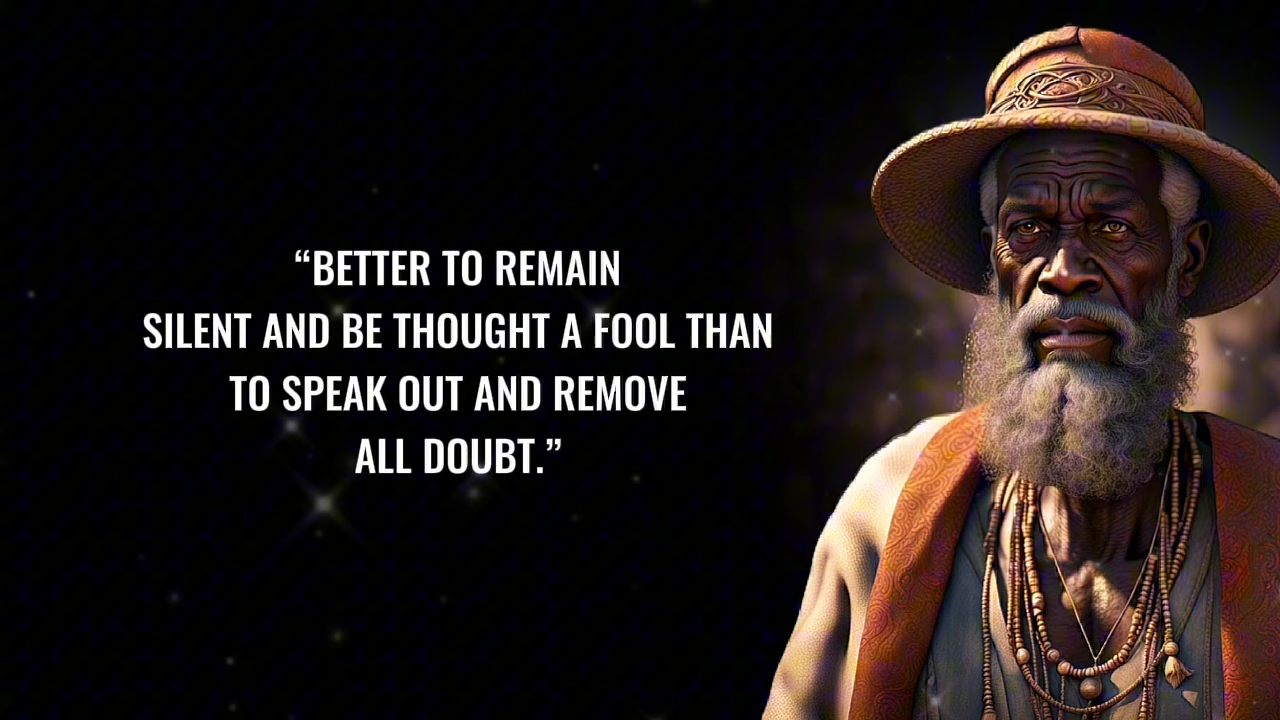 “BETTER TO REMAIN
SILENT AND BE THOUGHT A FOOL THAN
TO SPEAK OUT AND REMOVE
ALL DOUBT.”